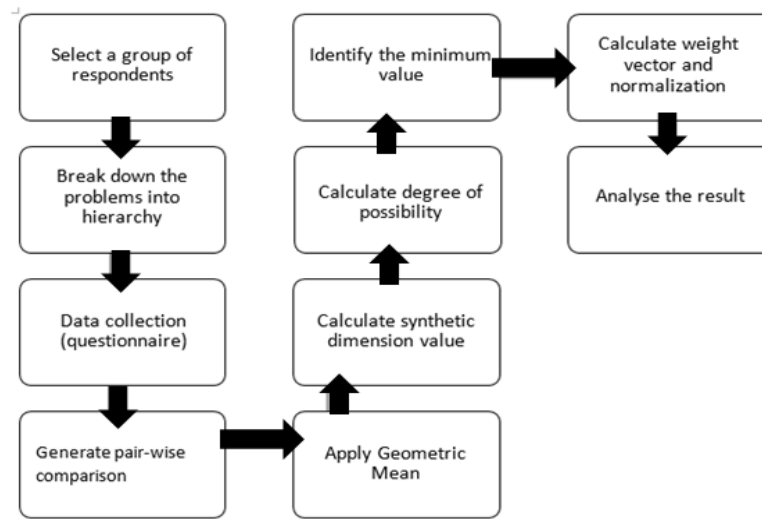 Select a group of
respondents
Break down the
problems into
hierarchy
Data collection
(questionnaire)
Generate pair-wise
comparison
Apply Geometric
Mean
Calculate synthetic
dimension value
Calculate degree of
possibility
Identify the minimum
value
Calculate weight
vector and
normalization
Analyse the result